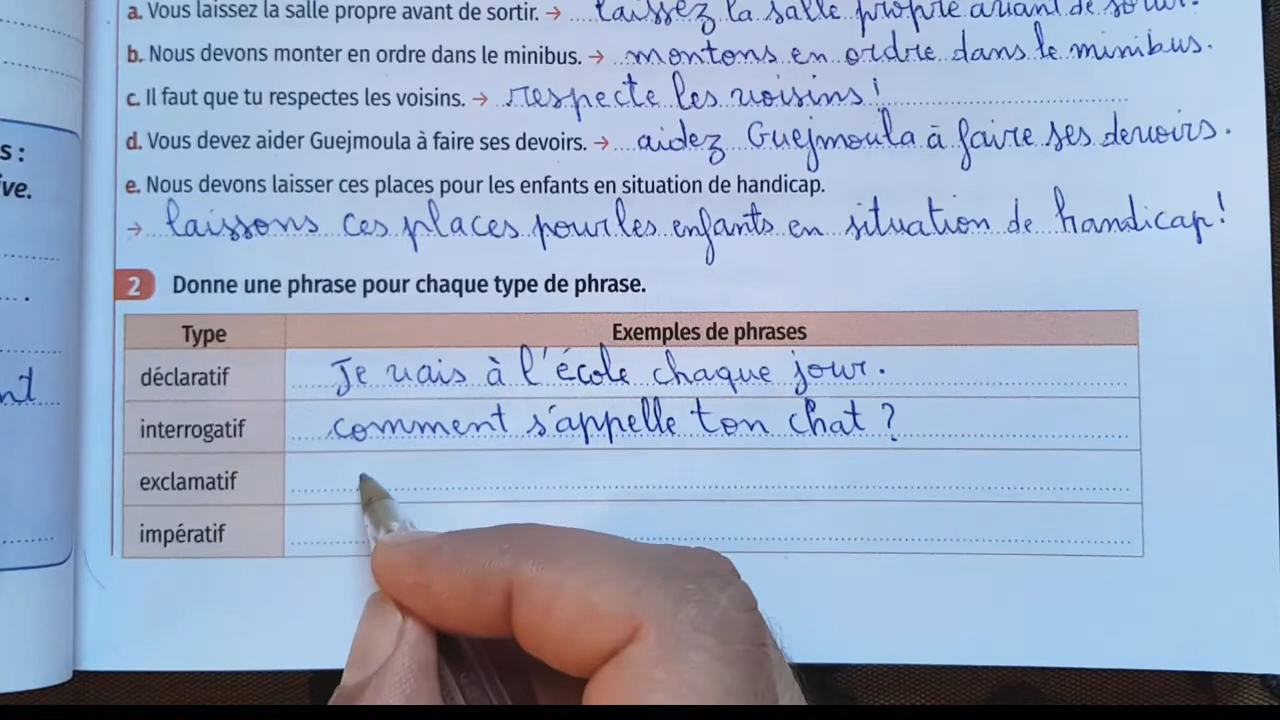 a. Vous laissez la salle propre avant de sortir. → laissez la salle propre avant de sortir.
b. Nous devons monter en ordre dans le minibus. → montons en ordre dans le minibus.
c. Il faut que tu respectes les voisins. → respecte les voisins !
d. Vous devez aider Guejmoula à faire ses devoirs. → aidez Guejmoula à faire ses devoirs.
e. Nous devons laisser ces places pour les enfants en situation de handicap.
→ laissons ces places pour les enfants en situation de handicap !
s :
ve.
nt
2 Donne une phrase pour chaque type de phrase.
Type Exemples de phrases
déclaratif Je vais à l'école chaque jour.
interrogatif comment s'appelle ton chat ?
exclamatif
impératif